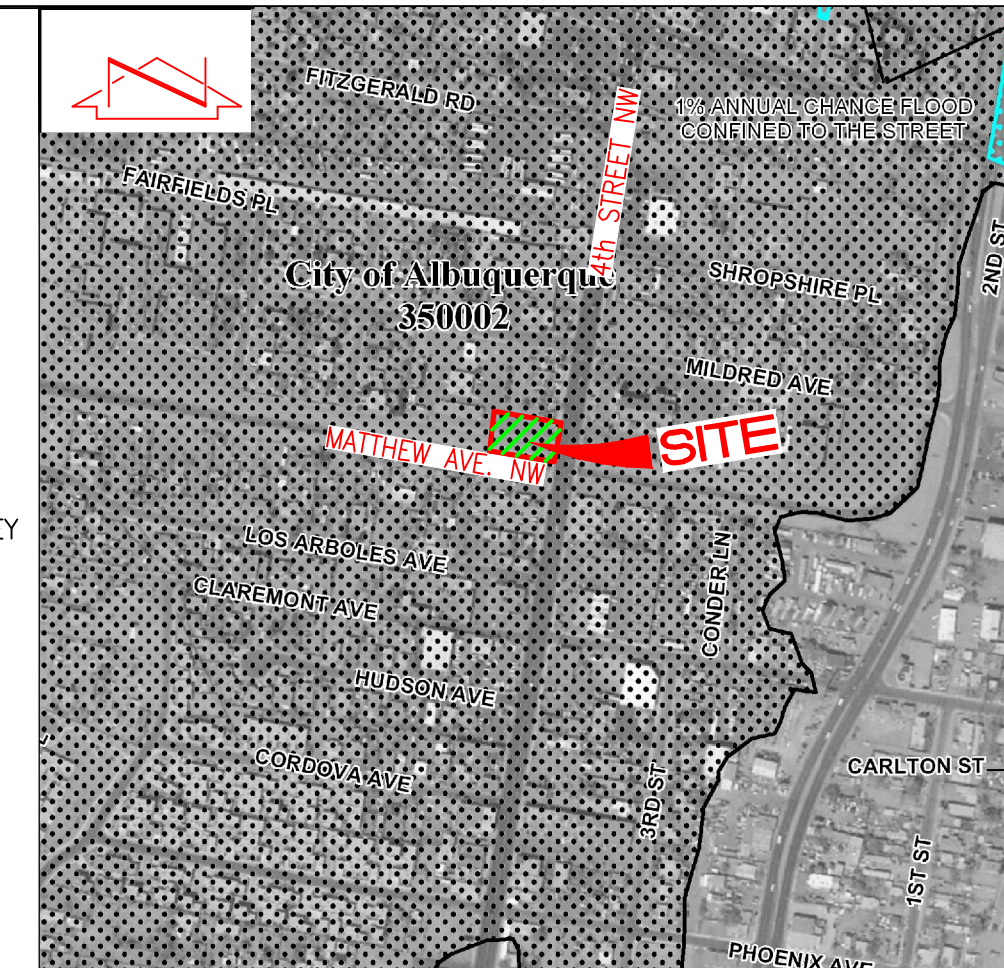 FITZGERALD RD
4th STREET NW
1% ANNUAL CHANCE FLOOD
CONFINED TO THE STREET
FAIRFIELDS PL
2ND ST
City of Albuquerque
350002
SHROPSHIRE PL
MILDRED AVE
MATTHEW AVE. NW
SITE
EY
LOS ARBOLES AVE
CONDER LN
CLAREMONT AVE
HUDSON AVE
CORDOVA AVE
CARLTON ST
3RD ST
1ST ST
PHOENIX AVE